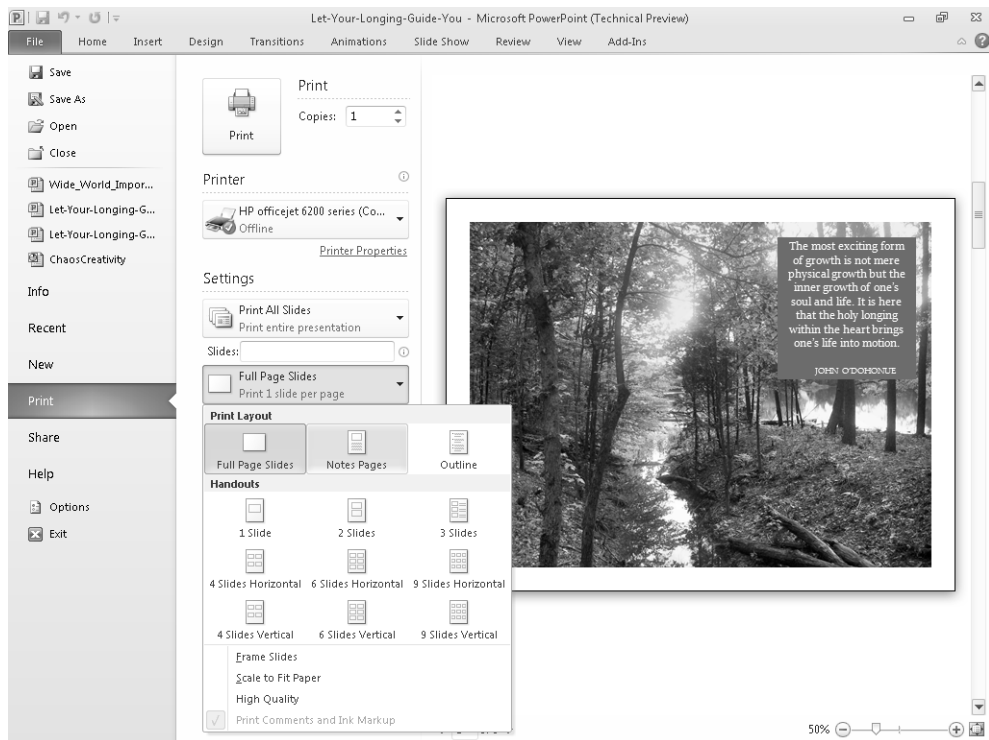 Let-Your-Longing-Guide-You - Microsoft PowerPoint (Technical Preview)
File Home Insert Design Transitions Animations Slide Show Review View Add-Ins
Save
Save As
Open
Close
Wide_World_Impor...
Let-Your-Longing-G...
Let-Your-Longing-G...
ChaosCreativity
Info
Recent
New
Print
Share
Help
Options
Exit
Print
Print
Copies: 1
Printer
HP officejet 6200 series (Co...
Offline
Printer Properties
Settings
Print All Slides
Print entire presentation
Slides:
Full Page Slides
Print 1 slide per page
Print Layout
Full Page Slides Notes Pages Outline
Handouts
1 Slide 2 Slides 3 Slides
4 Slides Horizontal 6 Slides Horizontal 9 Slides Horizontal
4 Slides Vertical 6 Slides Vertical 9 Slides Vertical
Frame Slides
Scale to Fit Paper
High Quality
Print Comments and Ink Markup
The most exciting form
of growth is not mere
physical growth but the
inner growth of one's
soul and life. It is here
that the holy longing
within the heart brings
one's life into motion.
JOHN O'DOHONUE
50%